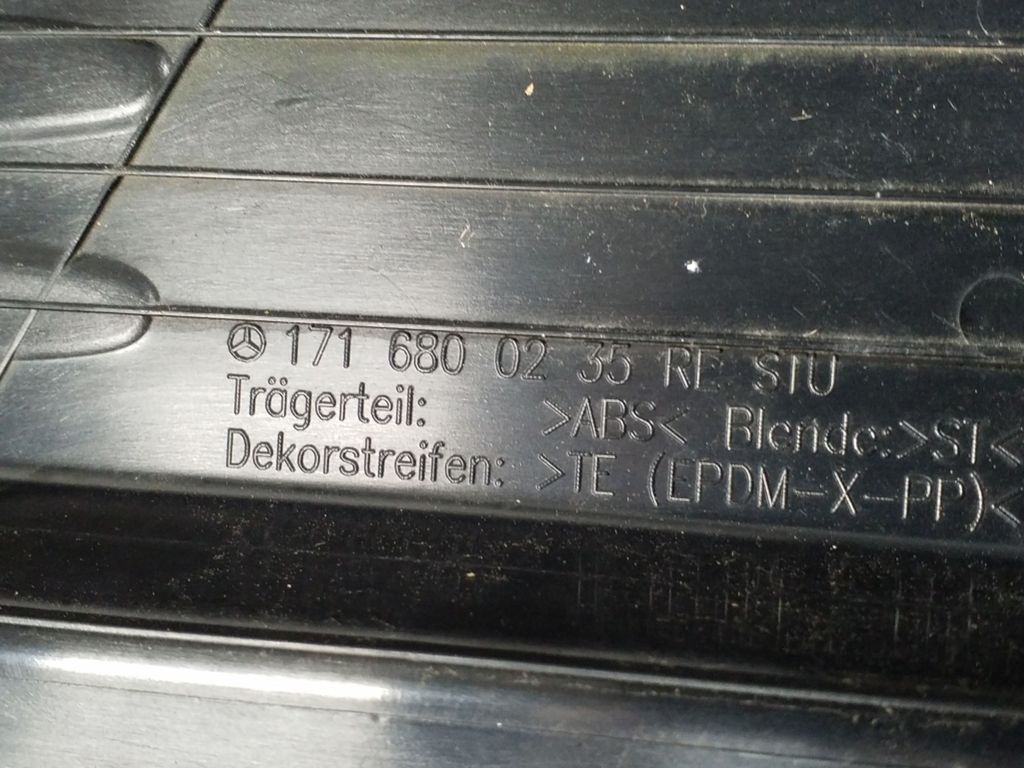 171 680 02 35 RE STU
Trägerteil: >ABS< Blende:>ST<
Dekorstreifen: >TE (EPDM-X-PP)<